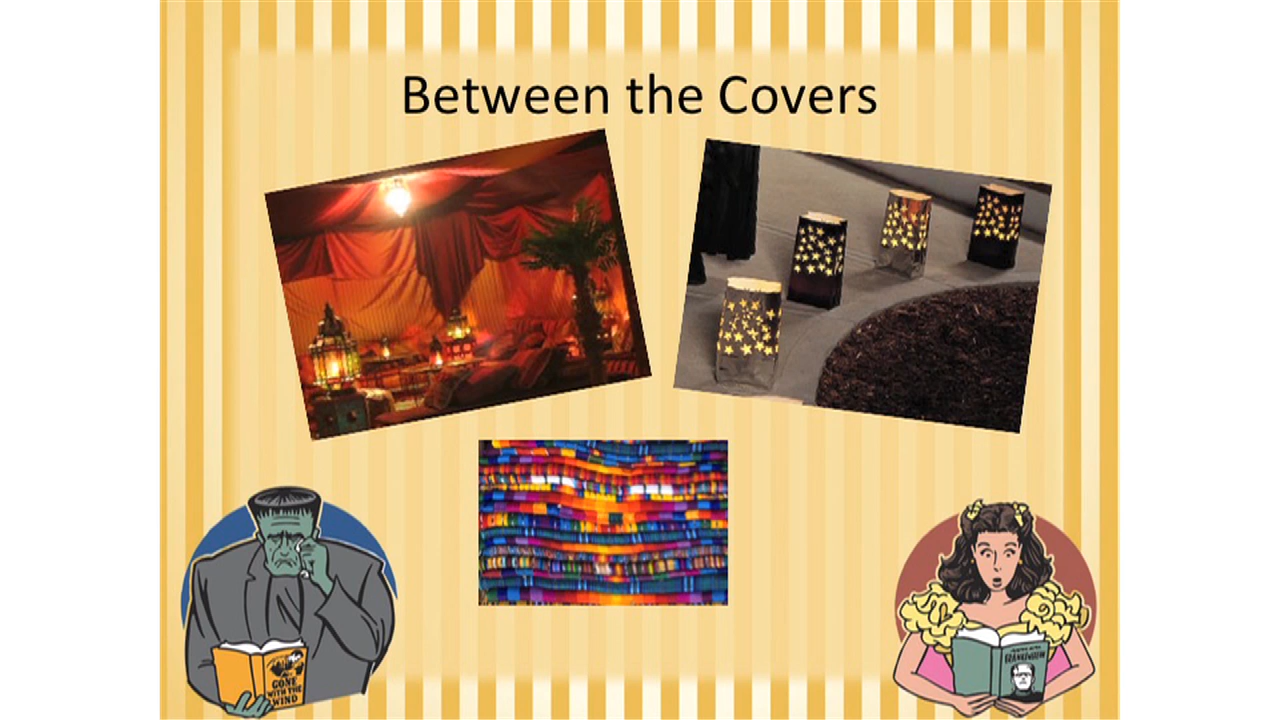 Between the Covers
GONE
WITH THE
WIND
FRANKENSTEIN